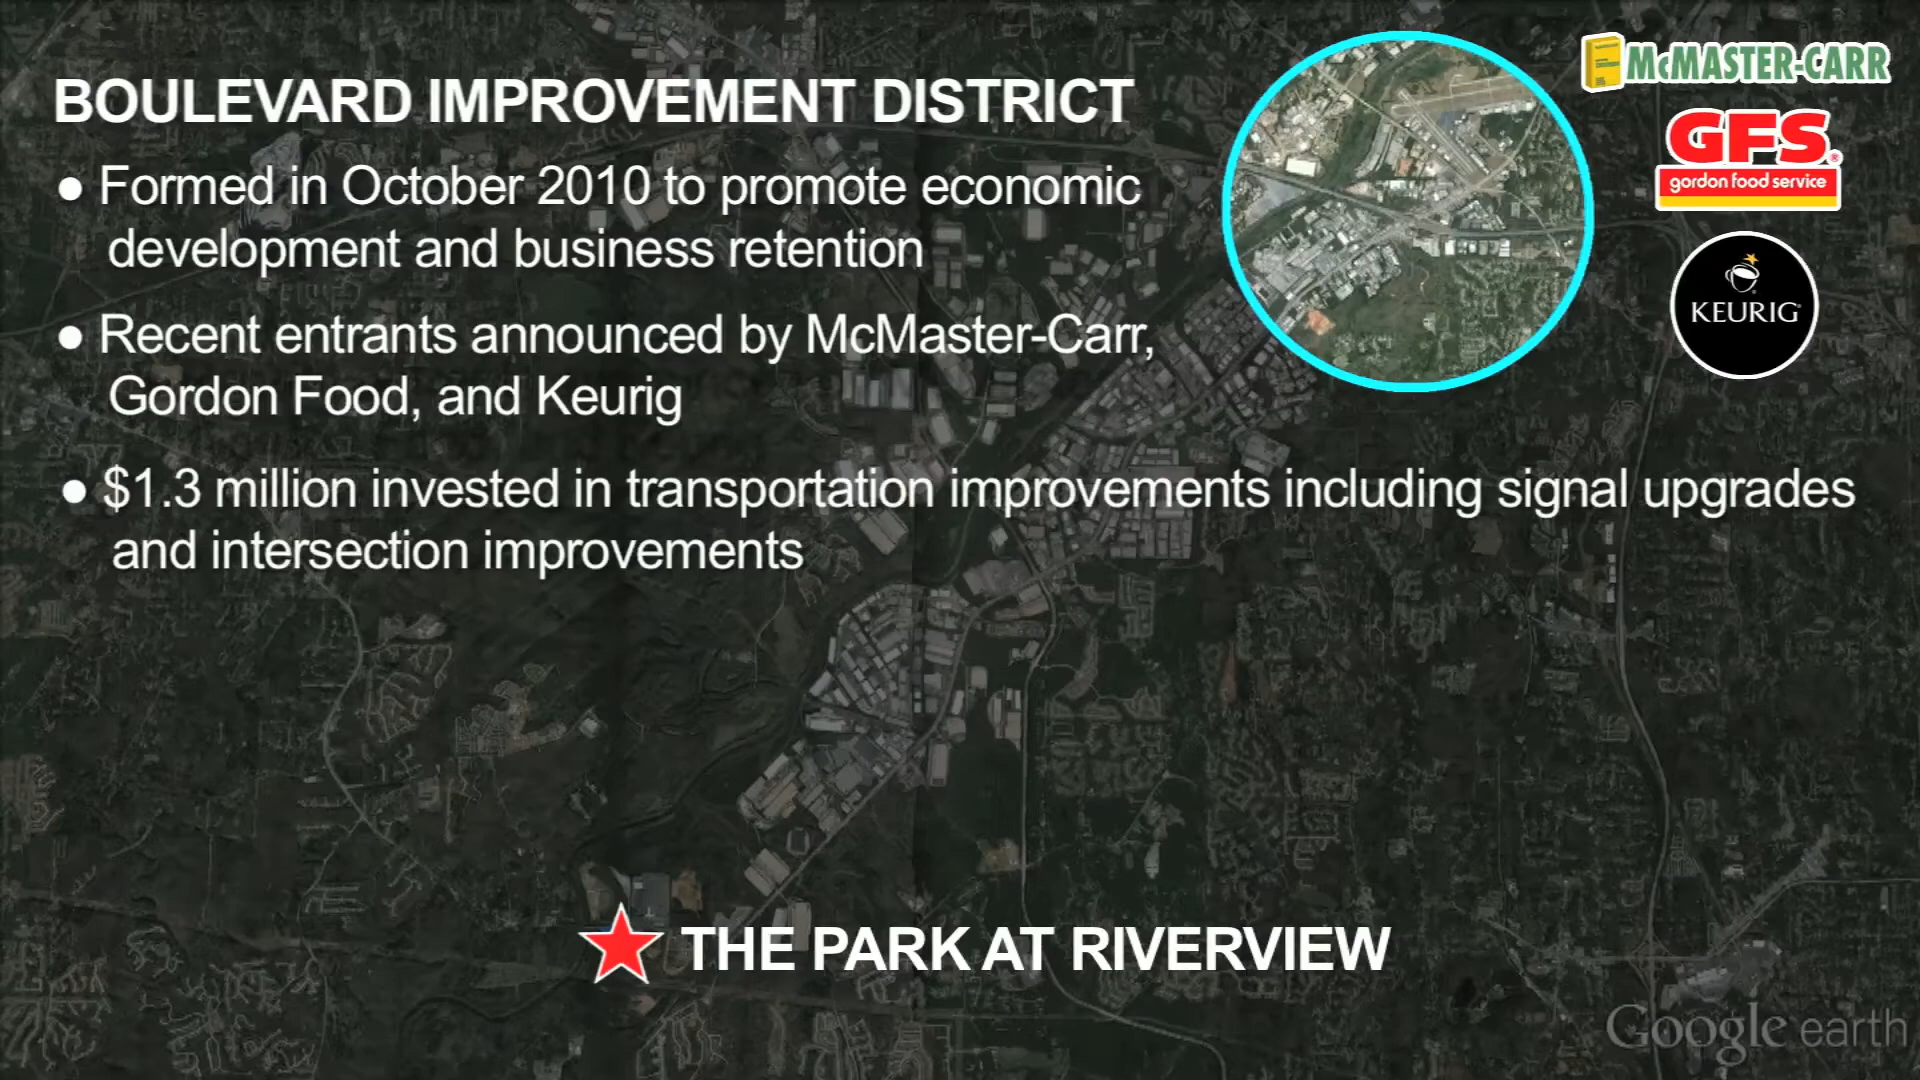 BOULEVARD IMPROVEMENT DISTRICT
● Formed in October 2010 to promote economic
development and business retention
● Recent entrants announced by McMaster-Carr,
Gordon Food, and Keurig
● $1.3 million invested in transportation improvements including signal upgrades
and intersection improvements
McMASTER-CARR
GFS®
gordon food service
KEURIG
THE PARK AT RIVERVIEW
Google earth